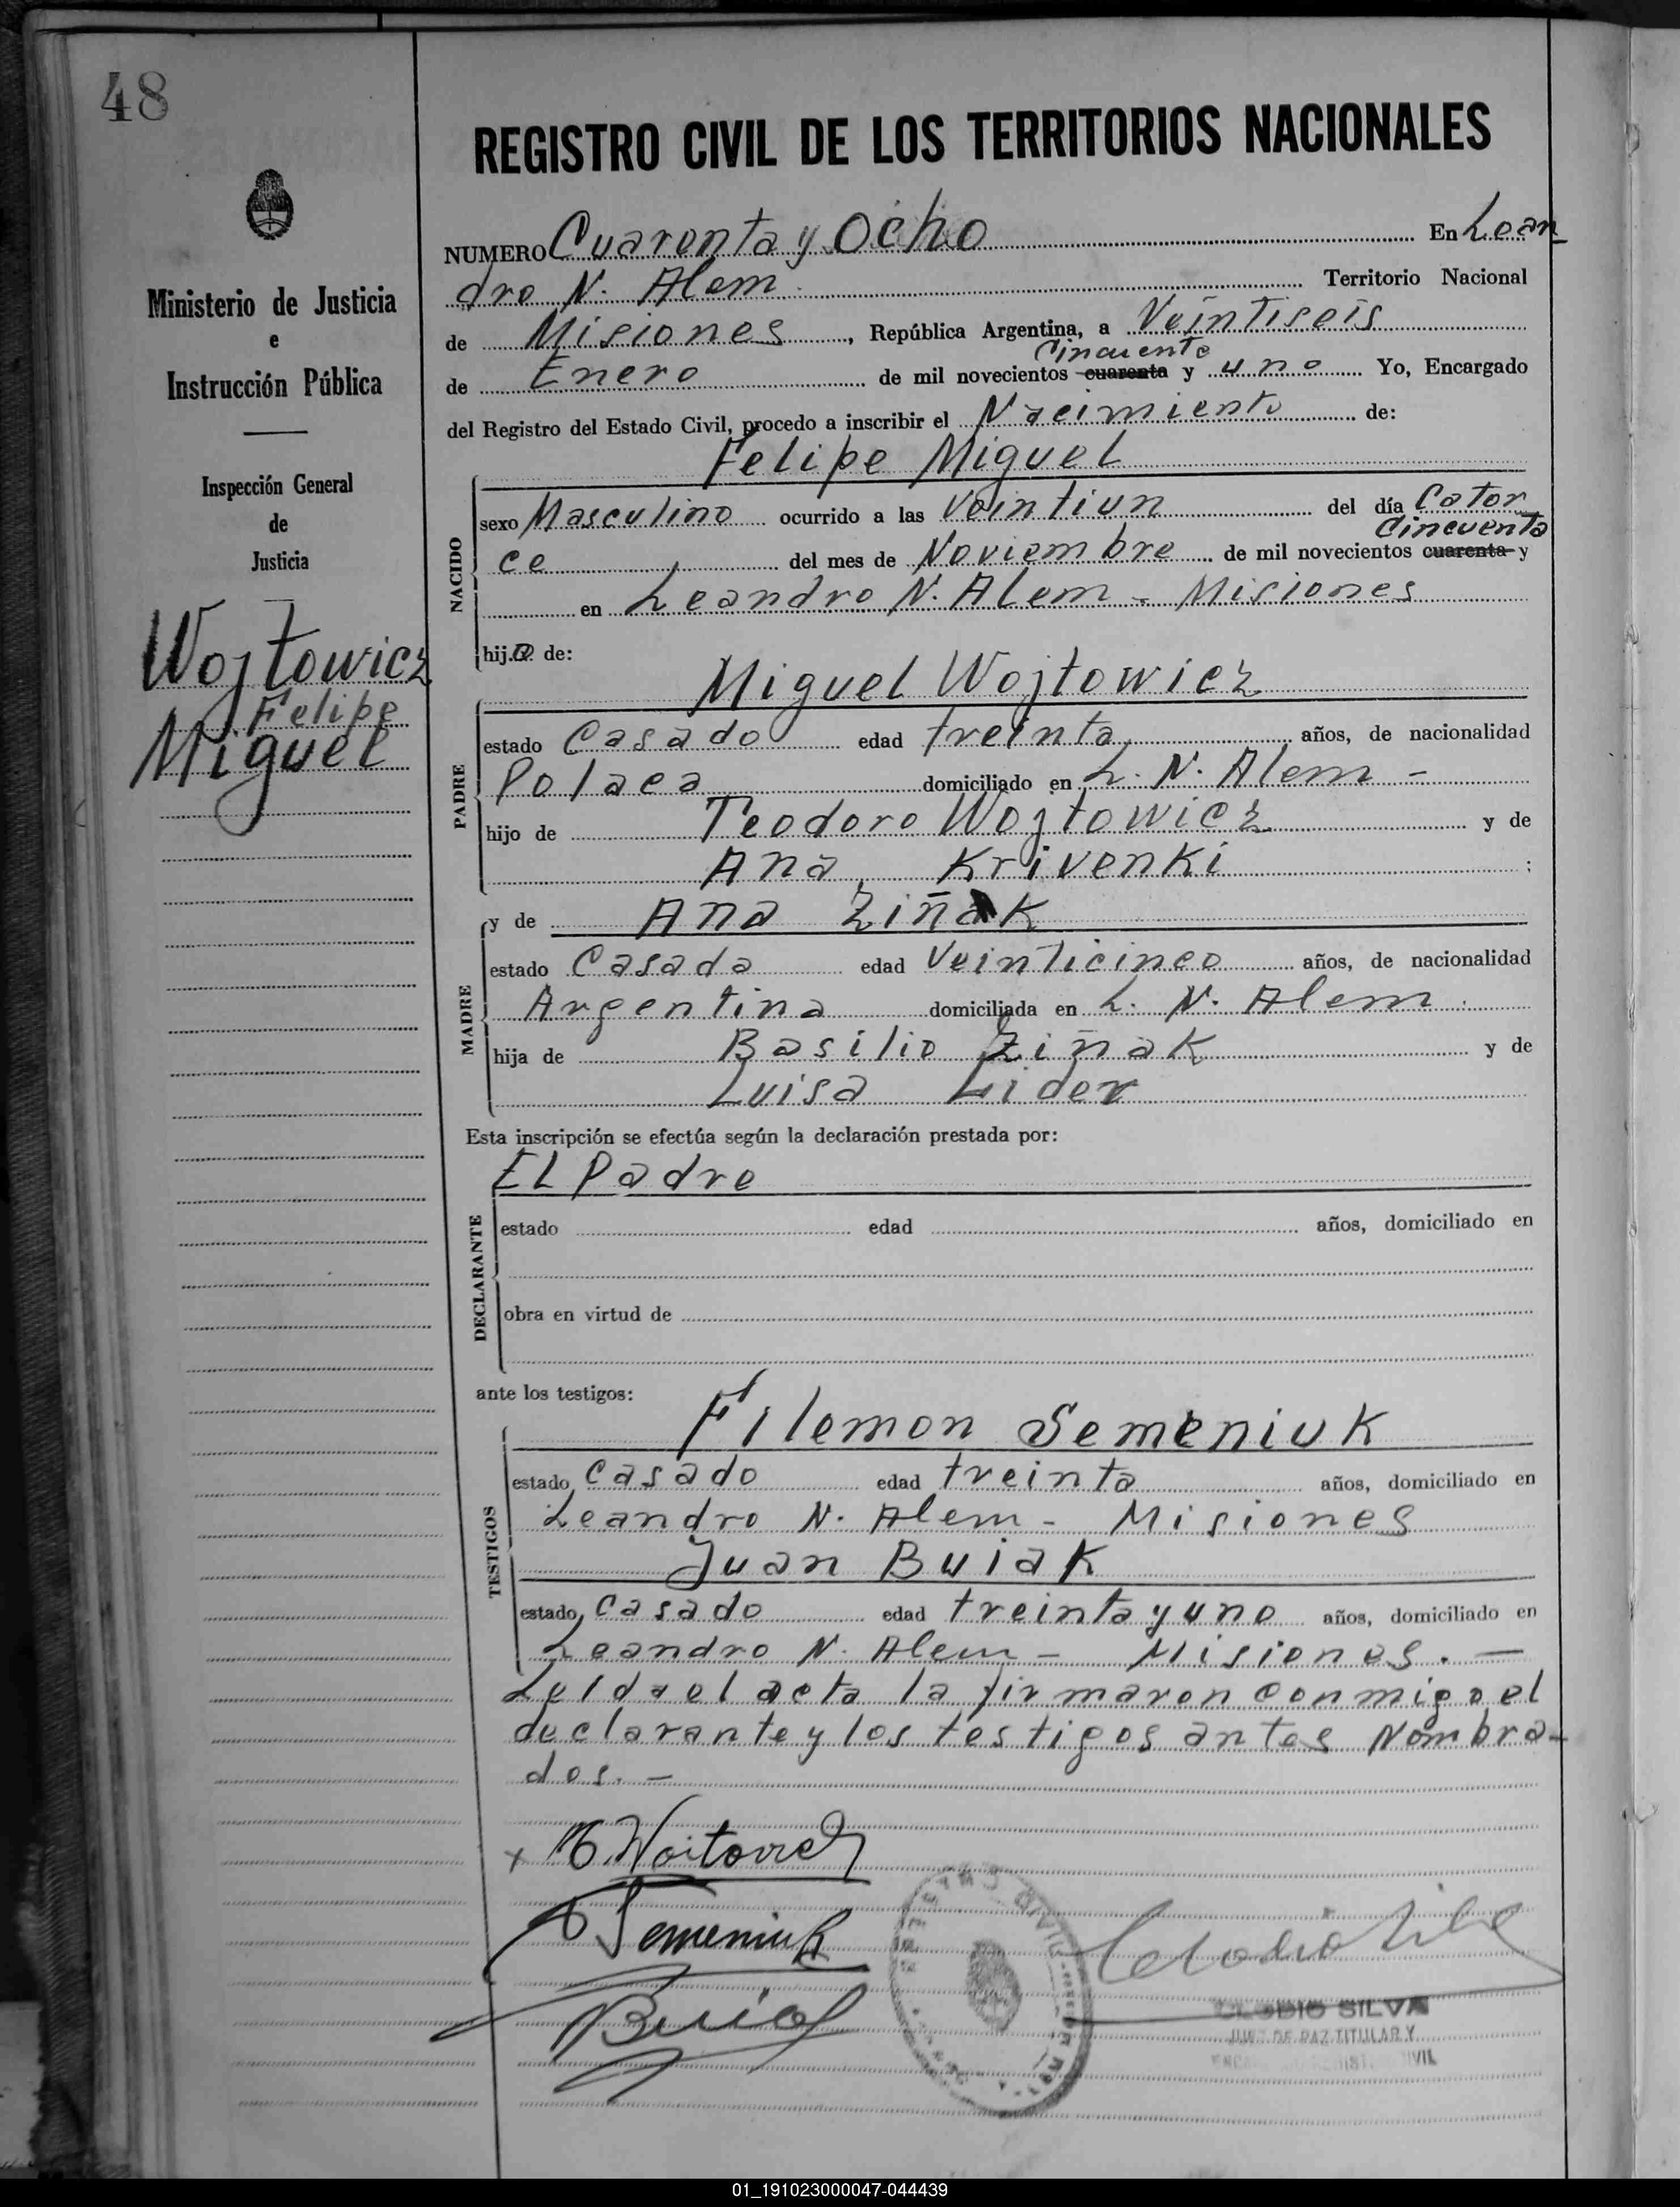 48
REGISTRO CIVIL DE LOS TERRITORIOS NACIONALES
Ministerio de Justicia
e
Instrucción Pública
Inspección General
de
Justicia
Wojtowicz
Felipe
Miguel
NUMERO Cuarenta y Ocho En Lean
dro N. Alem. Territorio Nacional
de Misiones, República Argentina, a Veintiseis
Cincuenta
de Enero de mil novecientos cuarenta y uno Yo, Encargado
del Registro del Estado Civil, procedo a inscribir el Nacimiento de:
Felipe Miguel
NACIDO
sexo Masculino ocurrido a las Veintiun del día Cator
Cincuenta
ce del mes de Noviembre de mil novecientos cuarenta y
en Leandro N. Alem - Misiones
hijo de:
Miguel Wojtowicz
PADRE
estado Casado edad treinta años, de nacionalidad
Polaca domiciliado en L. N. Alem -
hijo de Teodoro Wojtowicz y de
Ana Krivenki ;
MADRE
y de Ana Ziñak
estado Casada edad Veinticinco años, de nacionalidad
Argentina domiciliada en L. N. Alem.
hija de Basilio Ziñak y de
Luisa Lider
Esta inscripción se efectúa según la declaración prestada por:
EL Padre
DECLARANTE
estado edad años, domiciliado en
obra en virtud de
ante los testigos:
Filemon Semeniuk
TESTIGOS
estado Casado edad treinta años, domiciliado en
Leandro N. Alem - Misiones
Juan Buiak
estado Casado edad treinta y uno años, domiciliado en
Leandro N. Alem - Misiones. -
Leida el acta la firmaron conmigo el
declarante y los testigos antes Nombra-
dos. -
Semeniuk
CLODIO SILVA
JUEZ DE PAZ TITULAR Y
01_191023000047-044439